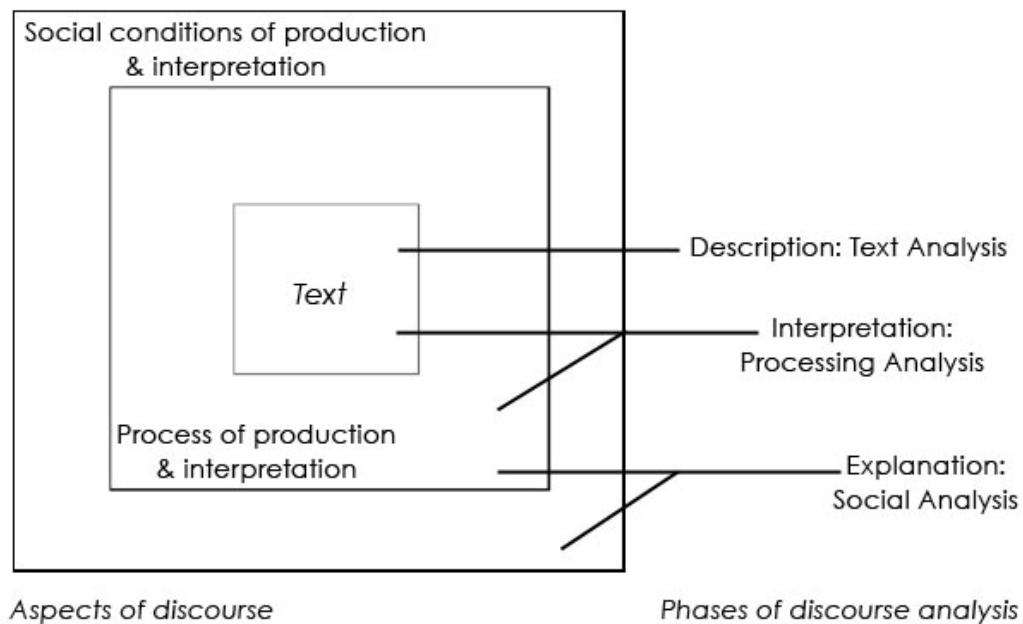 Social conditions of production
& interpretation
Text
Process of production
& interpretation
Description: Text Analysis
Interpretation:
Processing Analysis
Explanation:
Social Analysis
Aspects of discourse
Phases of discourse analysis